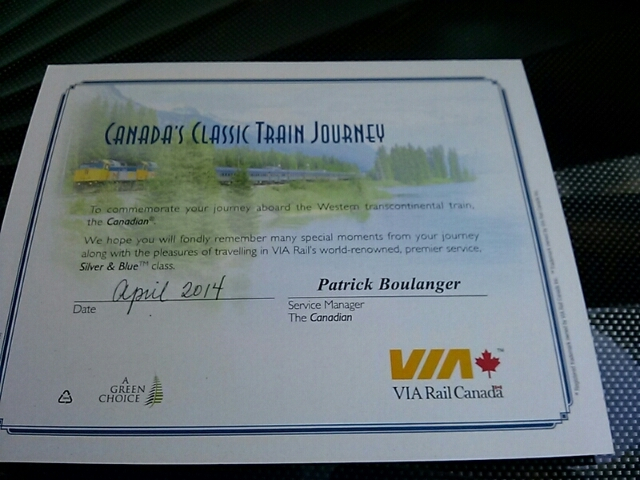 CANADA'S CLASSIC TRAIN JOURNEY
To commemorate your journey aboard the Western transcontinental train,
the Canadian®.
We hope you will fondly remember many special moments from your journey
along with the pleasures of travelling in VIA Rail's world-renowned, premier service,
Silver & Blue™ class.
April 2014
Date
Patrick Boulanger
Service Manager
The Canadian
A
GREEN
CHOICE
VIA™
VIA Rail Canada